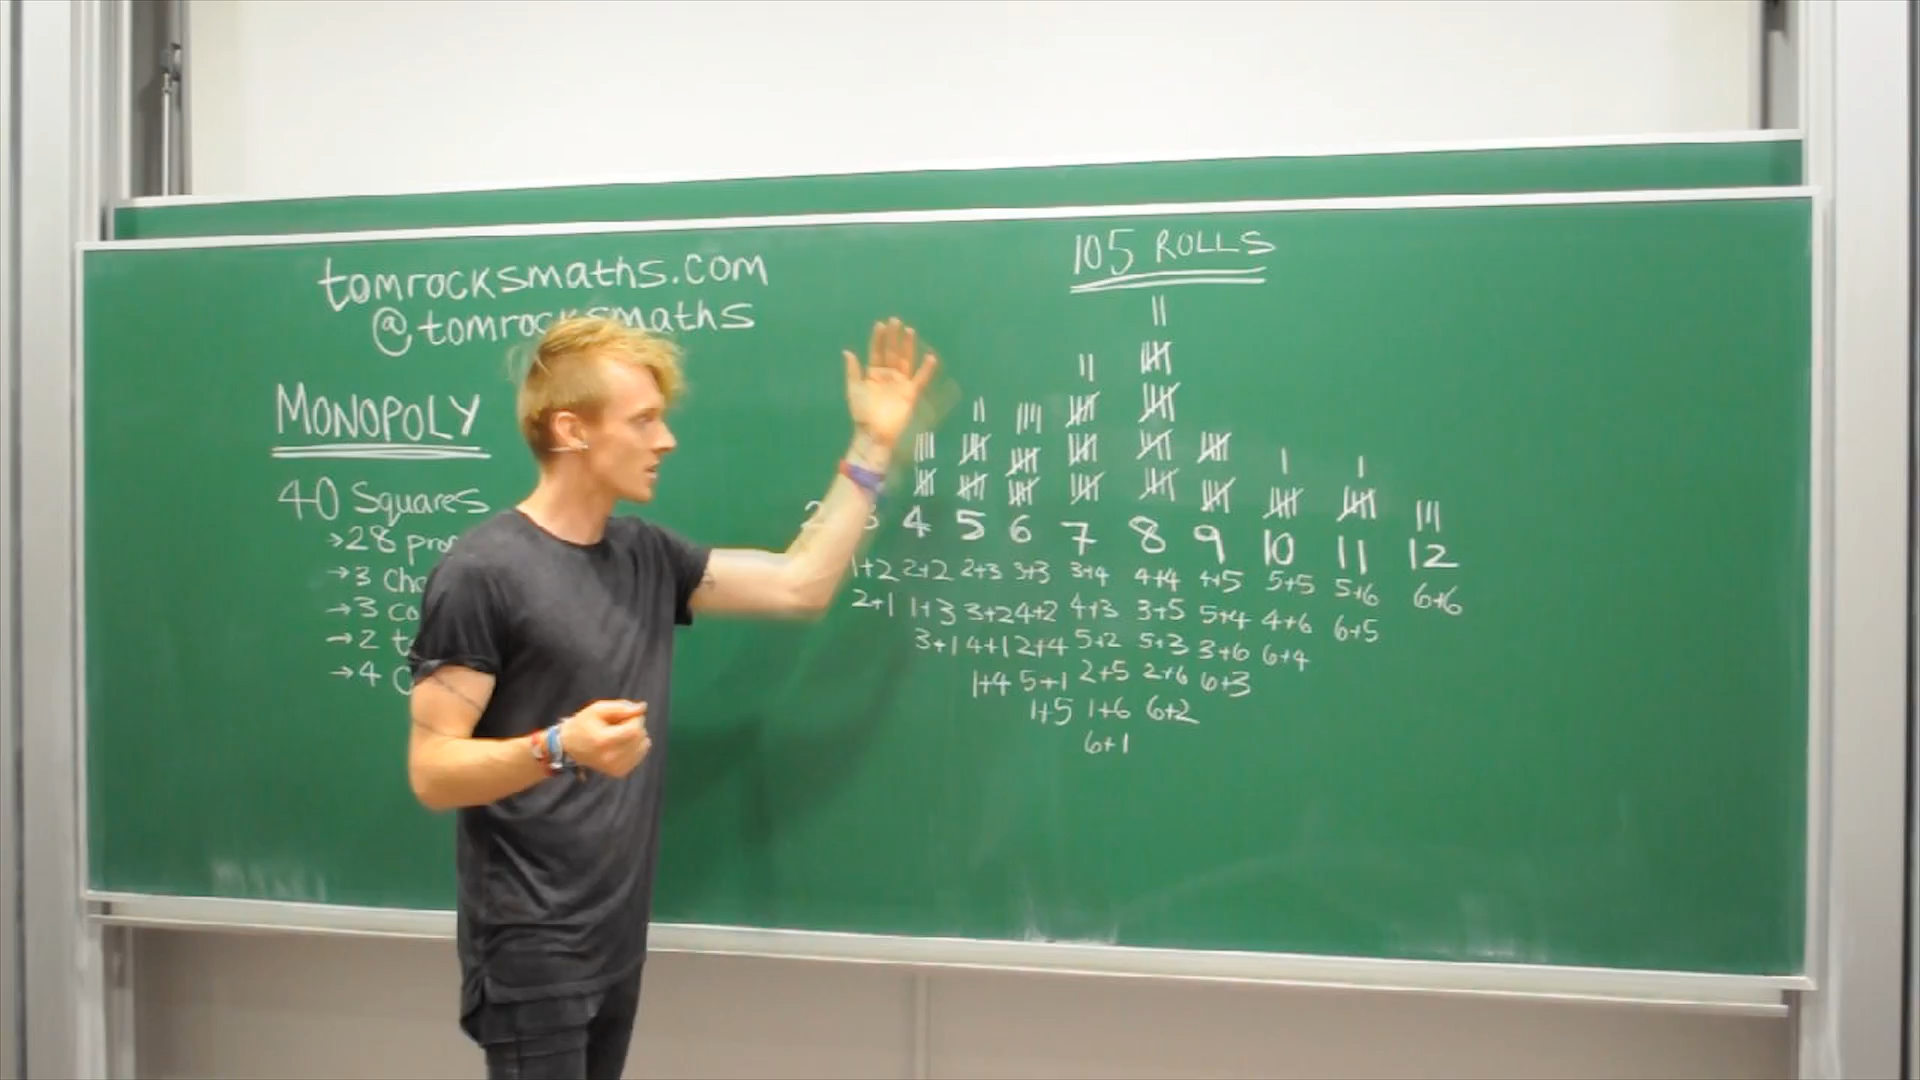 tomrocksmaths.com
@tomrocksmaths
MONOPOLY
40 Squares
→28
→3
→3
→2
→4
105 ROLLS
4 5 6 7 8 9 10 11 12
1+2 2+2 2+3 3+3 3+4 4+4 4+5 5+5 5+6 6+6
2+1 1+3 3+2 4+2 4+3 3+5 5+4 4+6 6+5
3+1 4+1 2+4 5+2 5+3 3+6 6+4
1+4 5+1 2+5 2+6 6+3
1+5 1+6 6+2
6+1